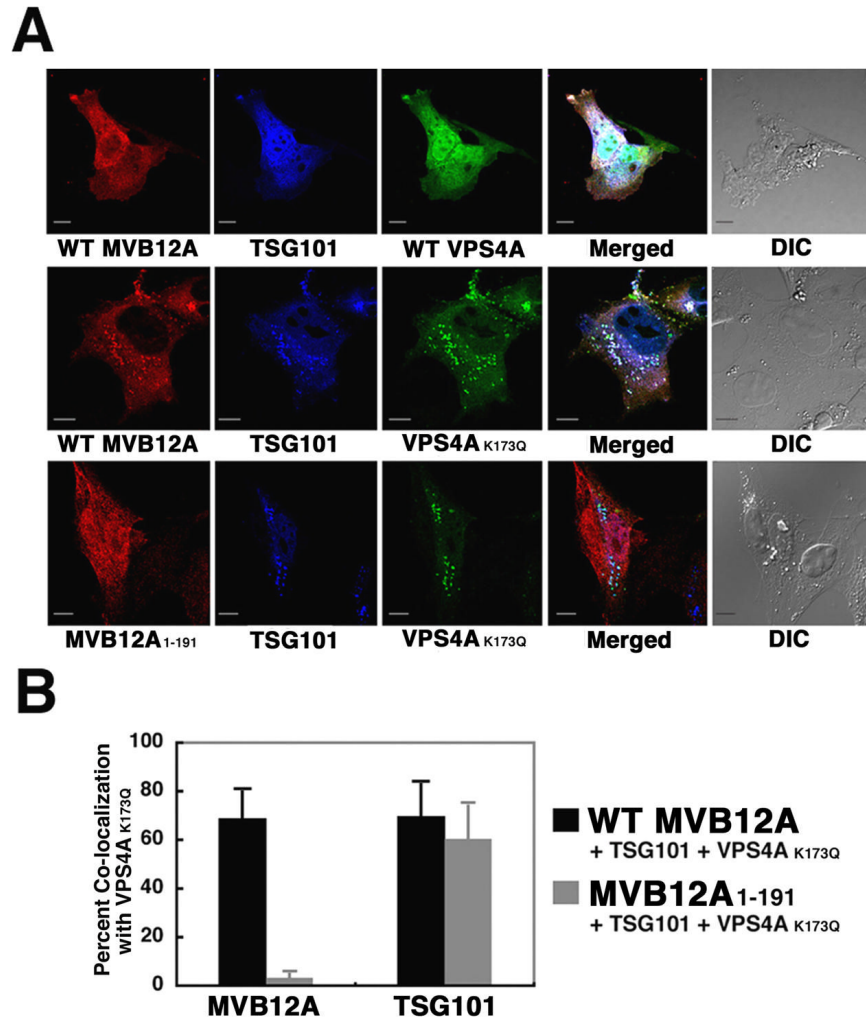 A
WT MVB12A TSG101 WT VPS4A Merged DIC
WT MVB12A TSG101 VPS4A K173Q Merged DIC
MVB12A 1-191 TSG101 VPS4A K173Q Merged DIC
B
Percent Co-localization
with VPS4A K173Q
100
80
60
40
20
0
MVB12A TSG101
WT MVB12A
+ TSG101 + VPS4A K173Q
MVB12A 1-191
+ TSG101 + VPS4A K173Q